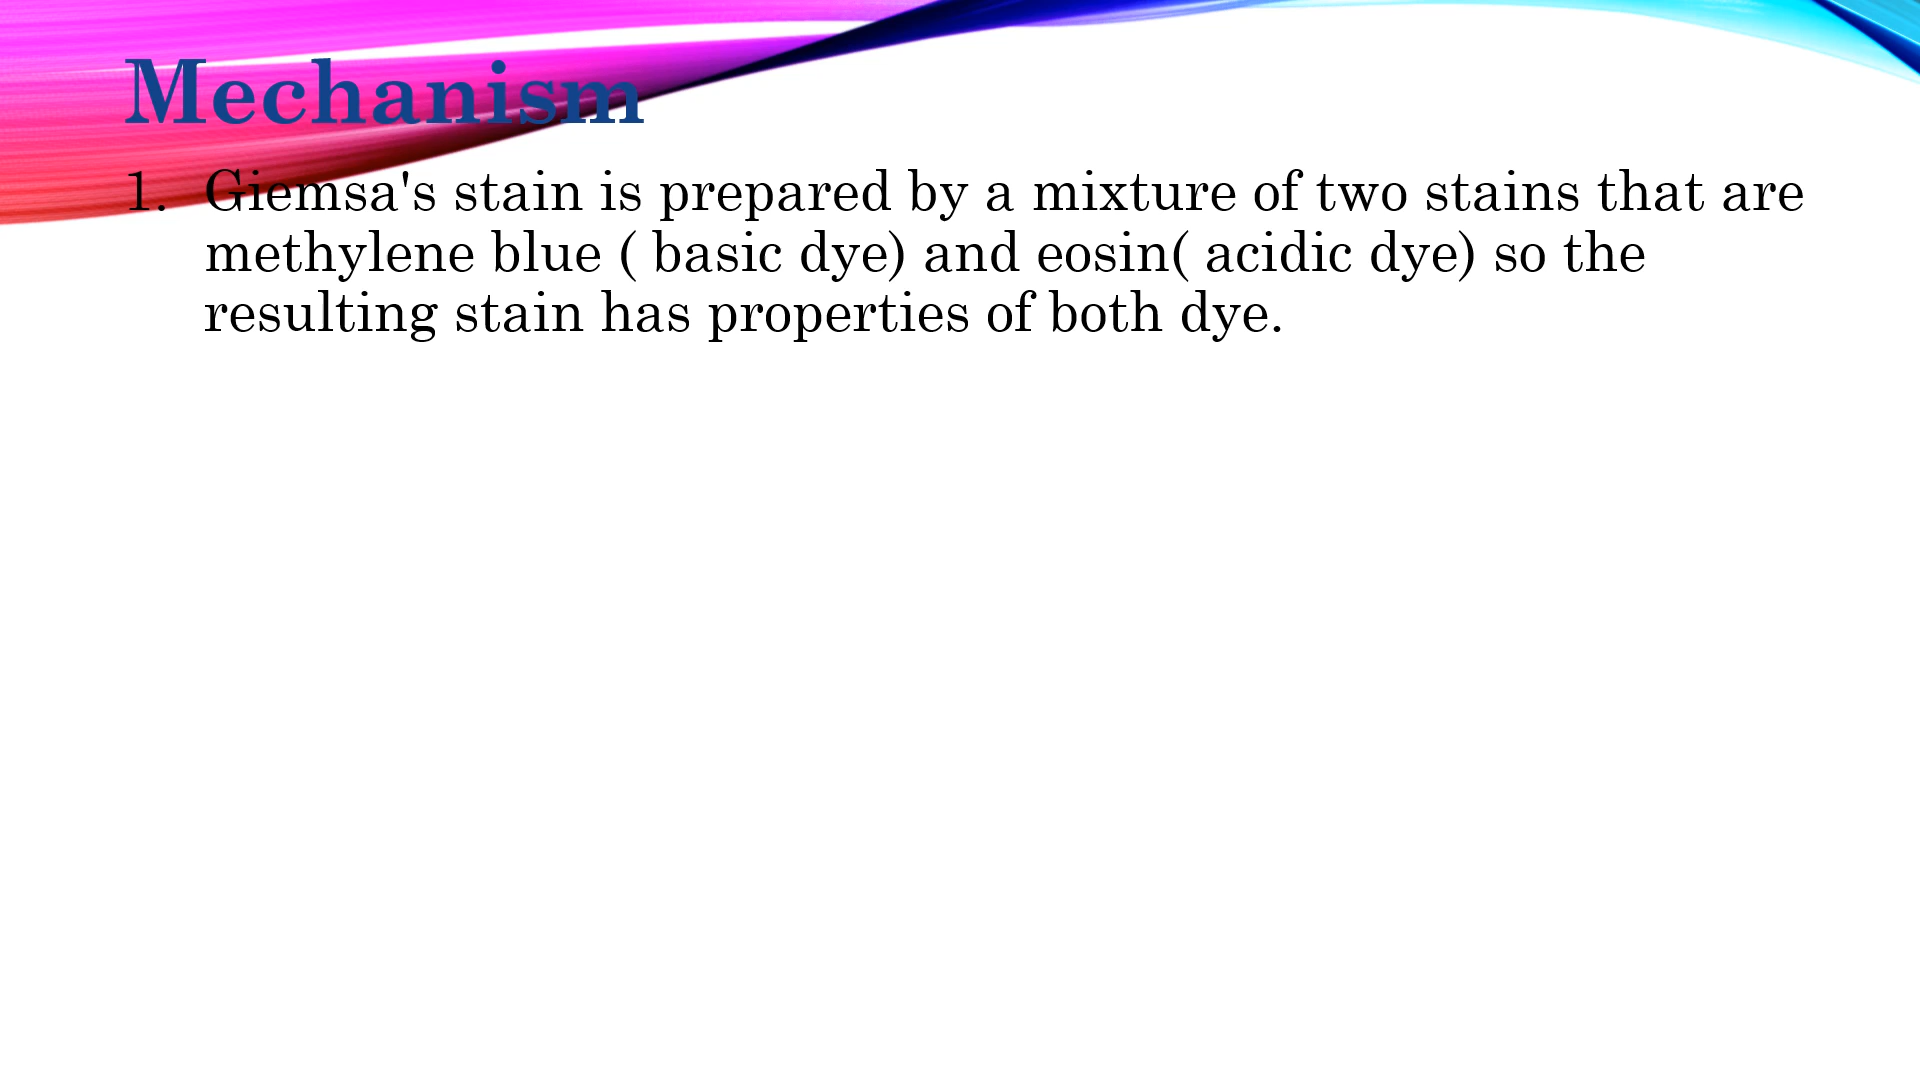 Mechanism
1. Giemsa's stain is prepared by a mixture of two stains that are
methylene blue ( basic dye) and eosin( acidic dye) so the
resulting stain has properties of both dye.